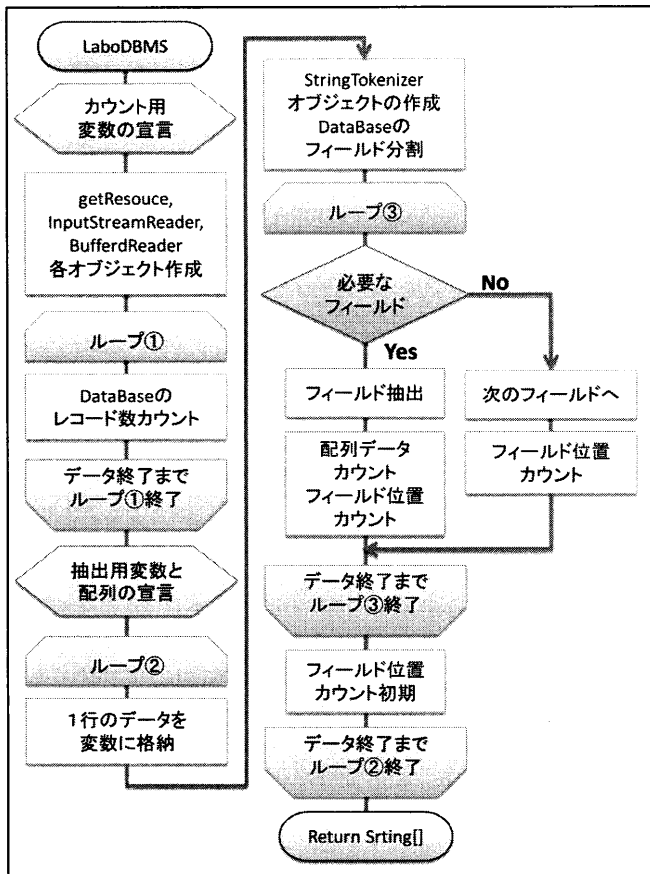 LaboDBMS
カウント用
変数の宣言
getResouce,
InputStreamReader,
BufferdReader
各オブジェクト作成
ループ①
DataBaseの
レコード数カウント
データ終了まで
ループ①終了
抽出用変数と
配列の宣言
ループ②
1行のデータを
変数に格納
StringTokenizer
オブジェクトの作成
DataBaseの
フィールド分割
ループ③
必要な
フィールド
No
Yes
フィールド抽出
次のフィールドへ
配列データ
カウント
フィールド位置
カウント
フィールド位置
カウント
データ終了まで
ループ③終了
フィールド位置
カウント初期
データ終了まで
ループ②終了
Return Srting[]